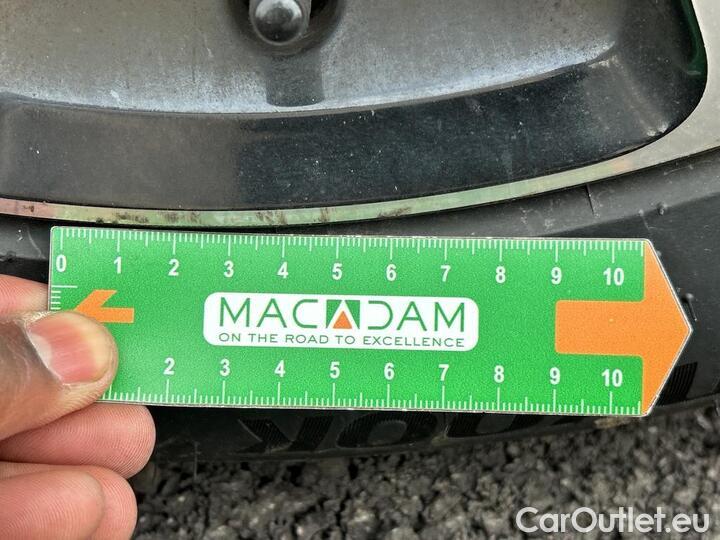 0 1 2 3 4 5 6 7 8 9 10
MACADAM
ON THE ROAD TO EXCELLENCE
2 3 4 5 6 7 8 9 10
CarOutlet.eu